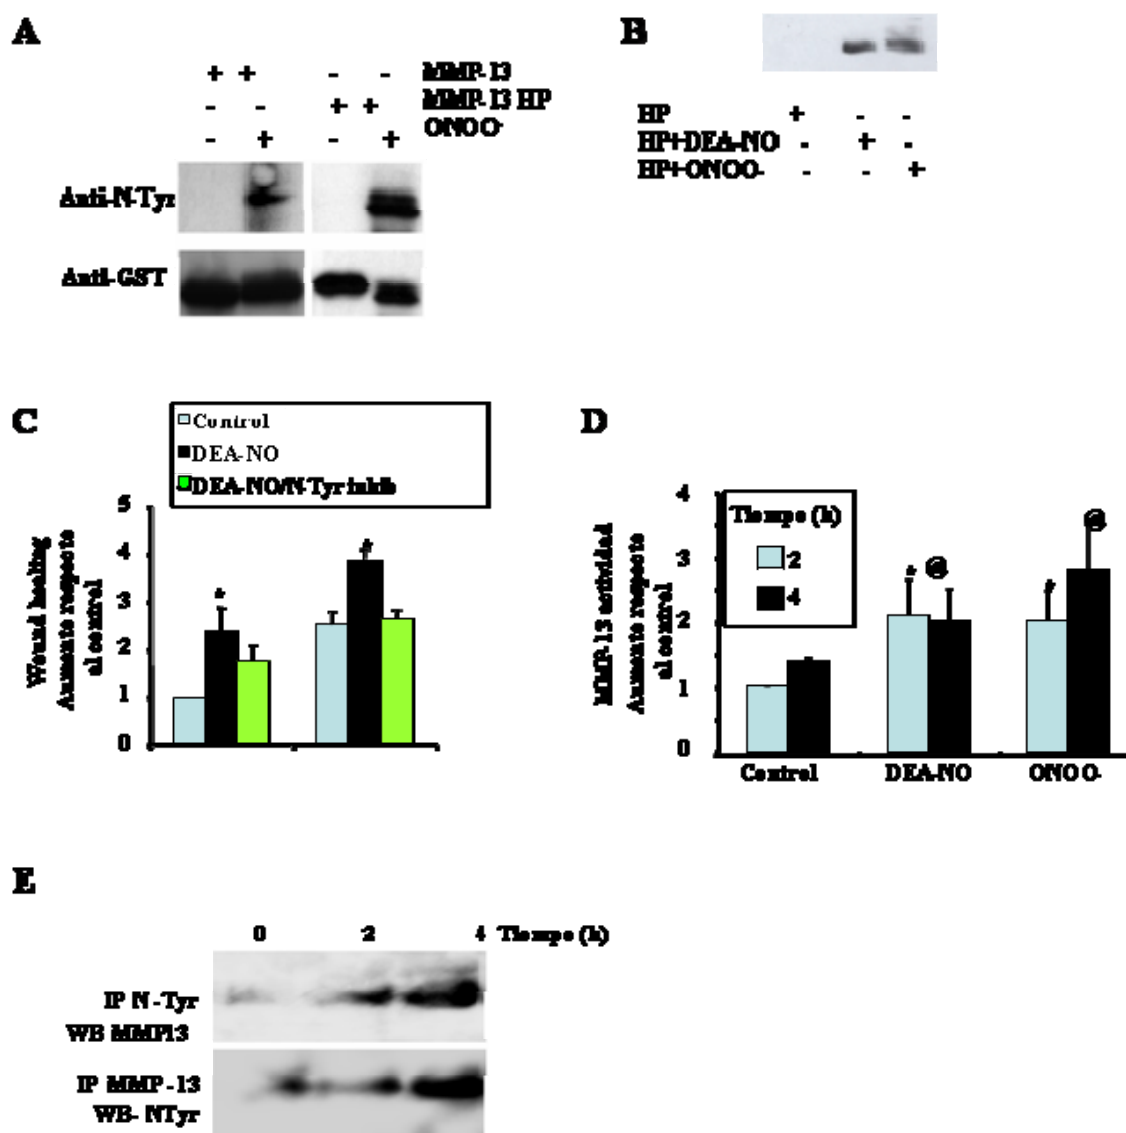 A
+ + - - MMP-13
- - + + MMP-13 HP
- + - + ONOO-
Anti-N-Tyr
Anti-GST
B
HP + - -
HP+DEA-NO - + -
HP+ONOO- - - +
C
Control
DEA-NO
DEA-NO/N-Tyr inhib
Wound healing
Aumento respecto
al control
5
4
3
2
1
0
*
#
D
Tiempo (h)
2
4
MMP-13 actividad
Aumento respecto
al control
4
3
2
1
0
@
@
Control DEA-NO ONOO-
E
0 2 4 Tiempo (h)
IP N-Tyr
WB MMP13
IP MMP-13
WB- NTyr